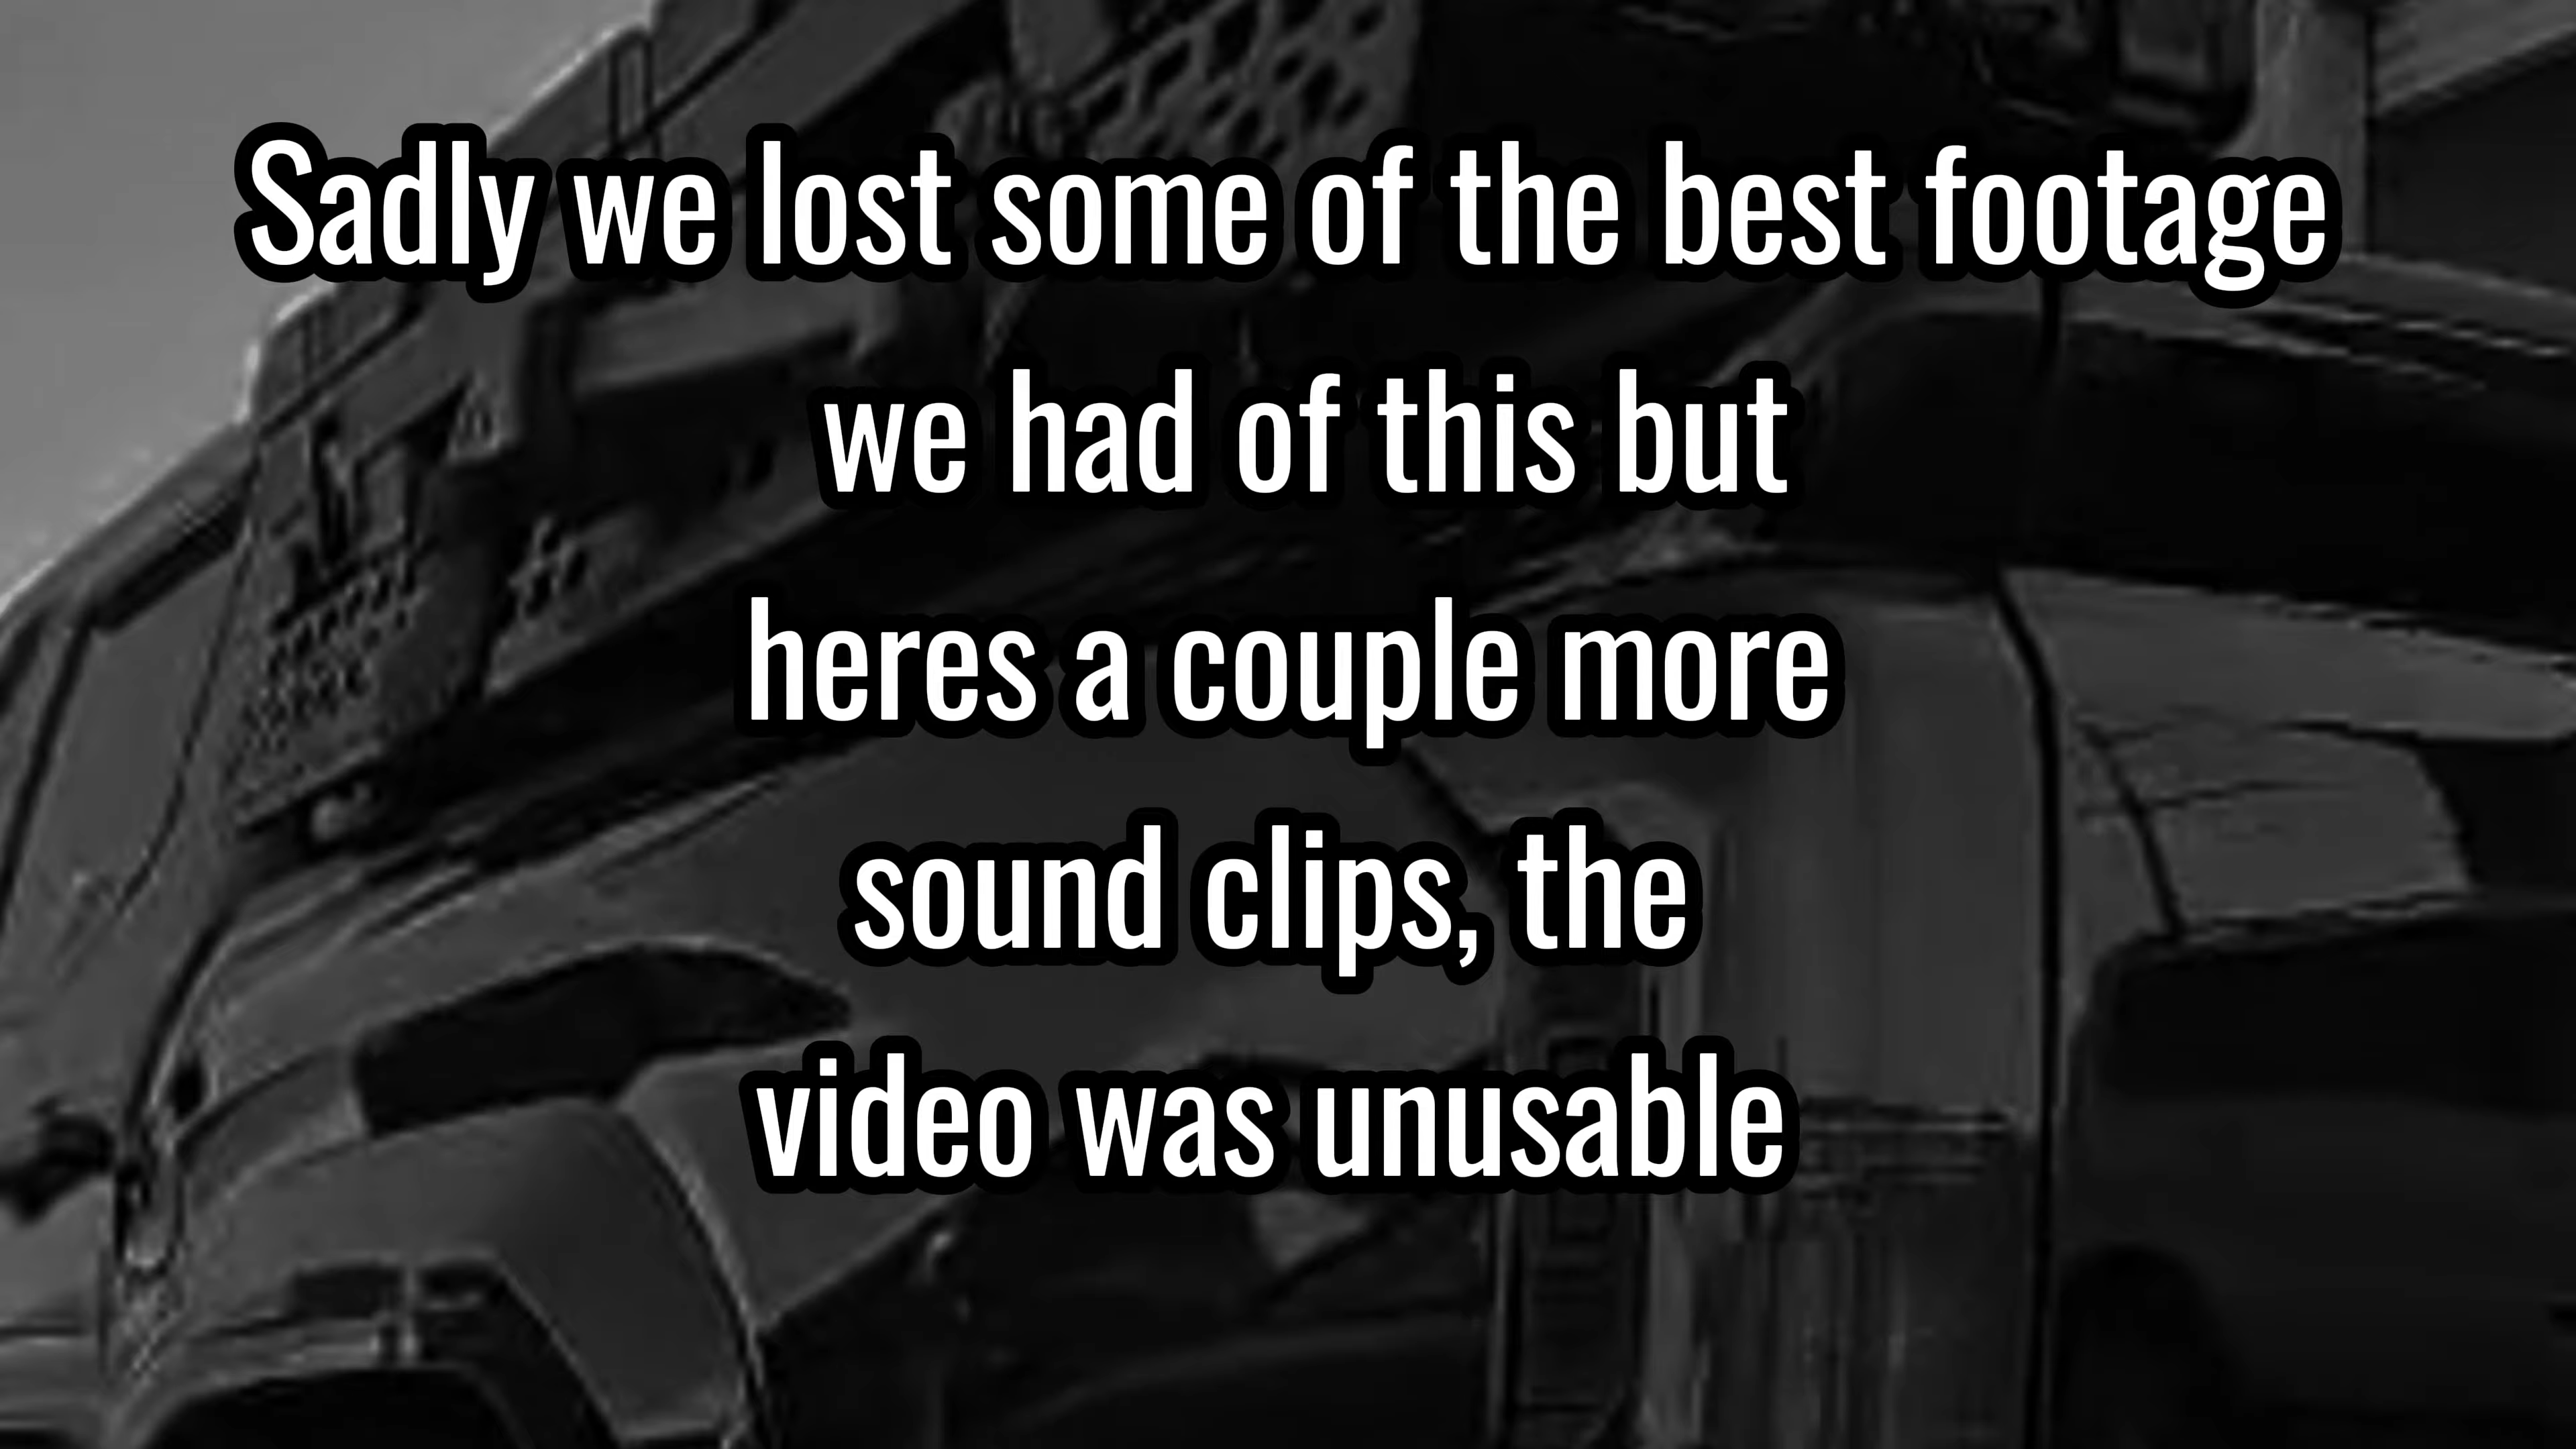 Sadly we lost some of the best footage
we had of this but
heres a couple more
sound clips, the
video was unusable